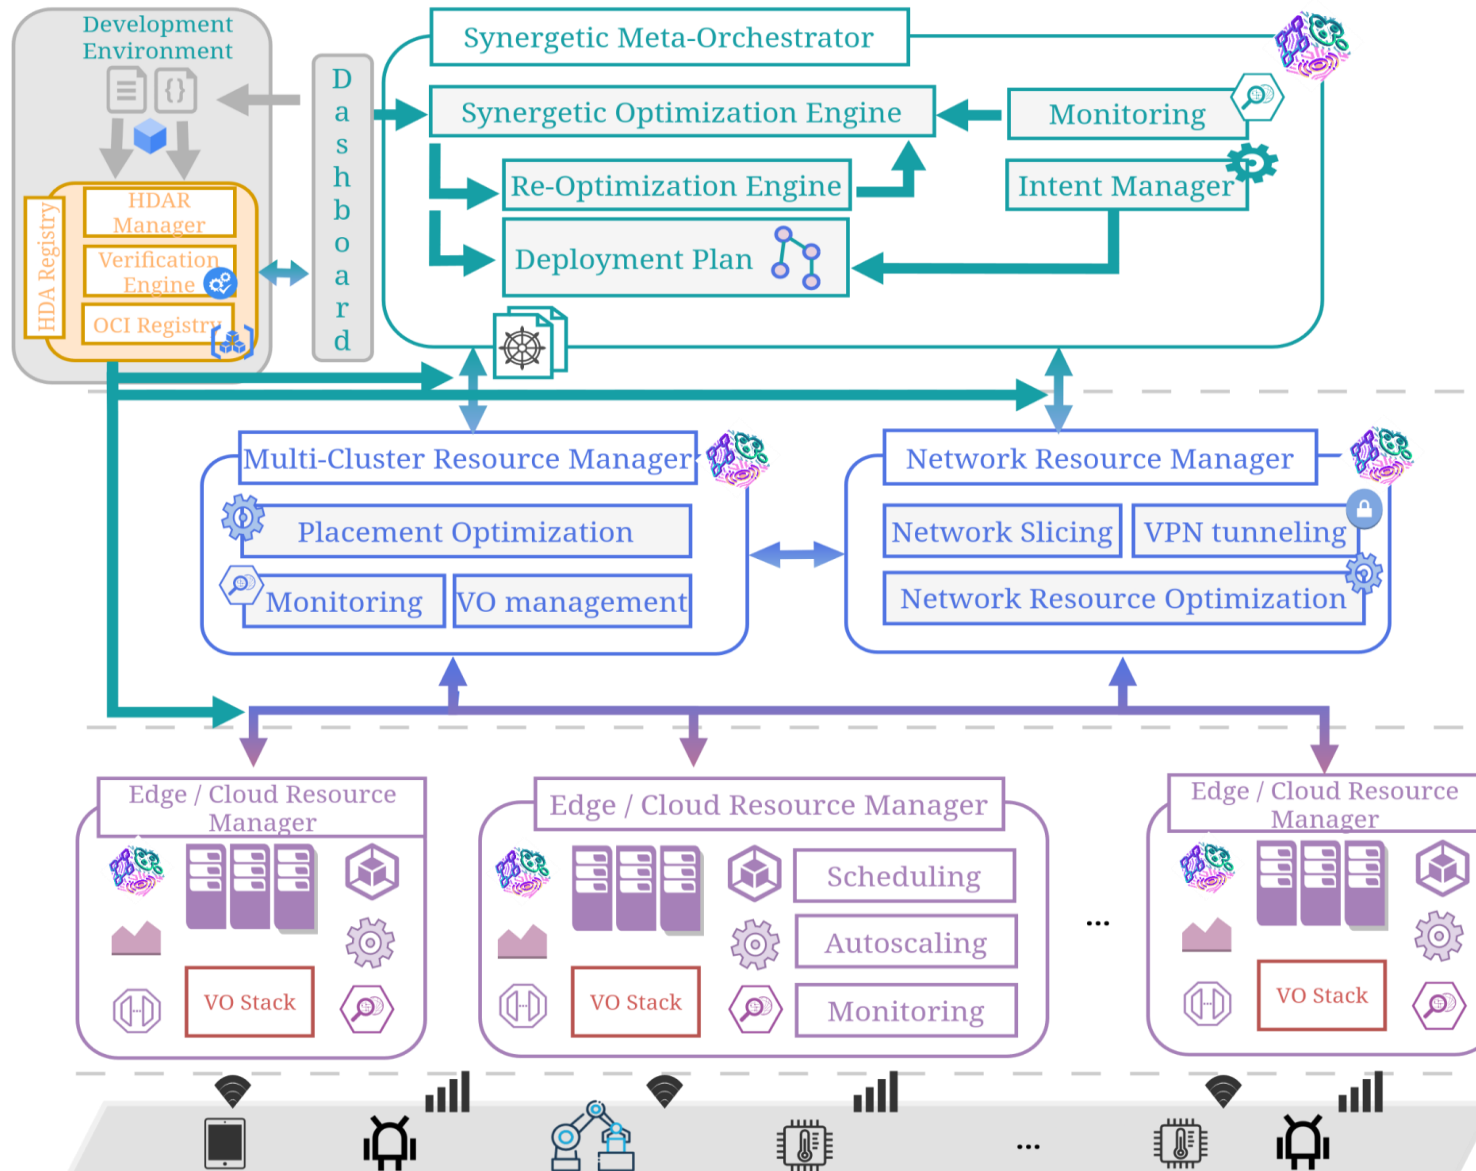 Development
Environment
{}
HDA Registry
HDAR
Manager
Verification
Engine
OCI Registry
Dashboard
Synergetic Meta-Orchestrator
Synergetic Optimization Engine
Monitoring
Re-Optimization Engine
Intent Manager
Deployment Plan
Multi-Cluster Resource Manager
Placement Optimization
Monitoring
VO management
Network Resource Manager
Network Slicing
VPN tunneling
Network Resource Optimization
Edge / Cloud Resource
Manager
VO Stack
Edge / Cloud Resource Manager
Scheduling
Autoscaling
Monitoring
VO Stack
...
Edge / Cloud Resource
Manager
VO Stack
...